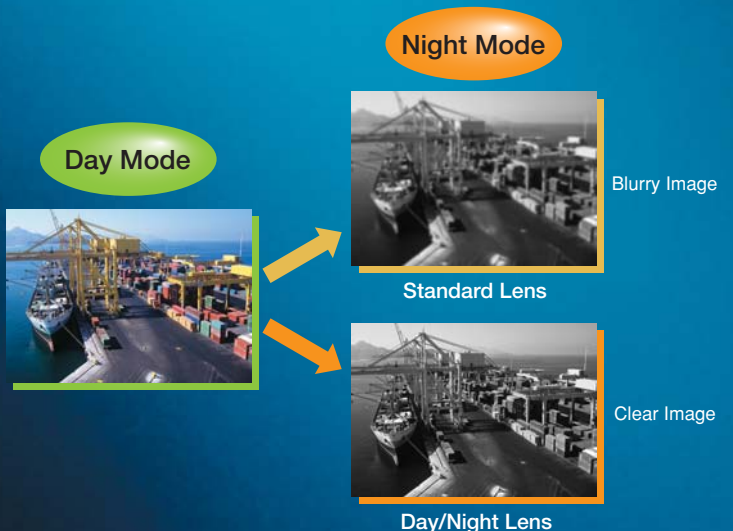 Night Mode
Day Mode
Blurry Image
Standard Lens
Clear Image
Day/Night Lens